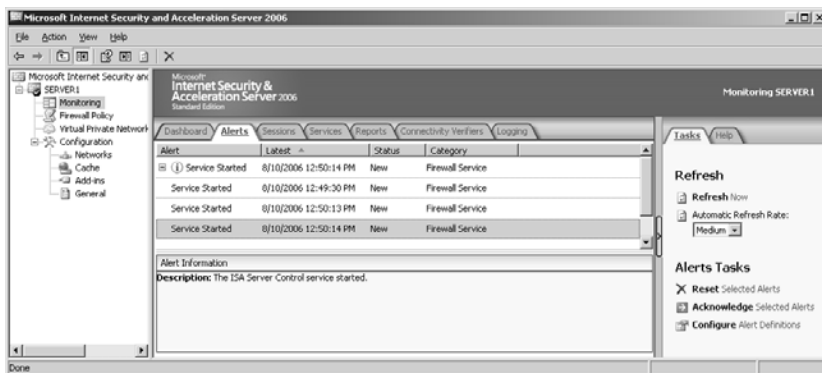 Microsoft Internet Security and Acceleration Server 2006
File Action View Help
Microsoft Internet Security and
SERVER1
Monitoring
Firewall Policy
Virtual Private Network
Configuration
Networks
Cache
Add-ins
General
Microsoft
Internet Security &
Acceleration Server 2006
Standard Edition
Monitoring SERVER1
Dashboard Alerts Sessions Services Reports Connectivity Verifiers Logging
Alert Latest Status Category
Service Started 8/10/2006 12:50:14 PM New Firewall Service
Service Started 8/10/2006 12:49:30 PM New Firewall Service
Service Started 8/10/2006 12:50:13 PM New Firewall Service
Service Started 8/10/2006 12:50:14 PM New Firewall Service
Alert Information
Description: The ISA Server Control service started.
Tasks Help
Refresh
Refresh Now
Automatic Refresh Rate:
Medium
Alerts Tasks
Reset Selected Alerts
Acknowledge Selected Alerts
Configure Alert Definitions
Done